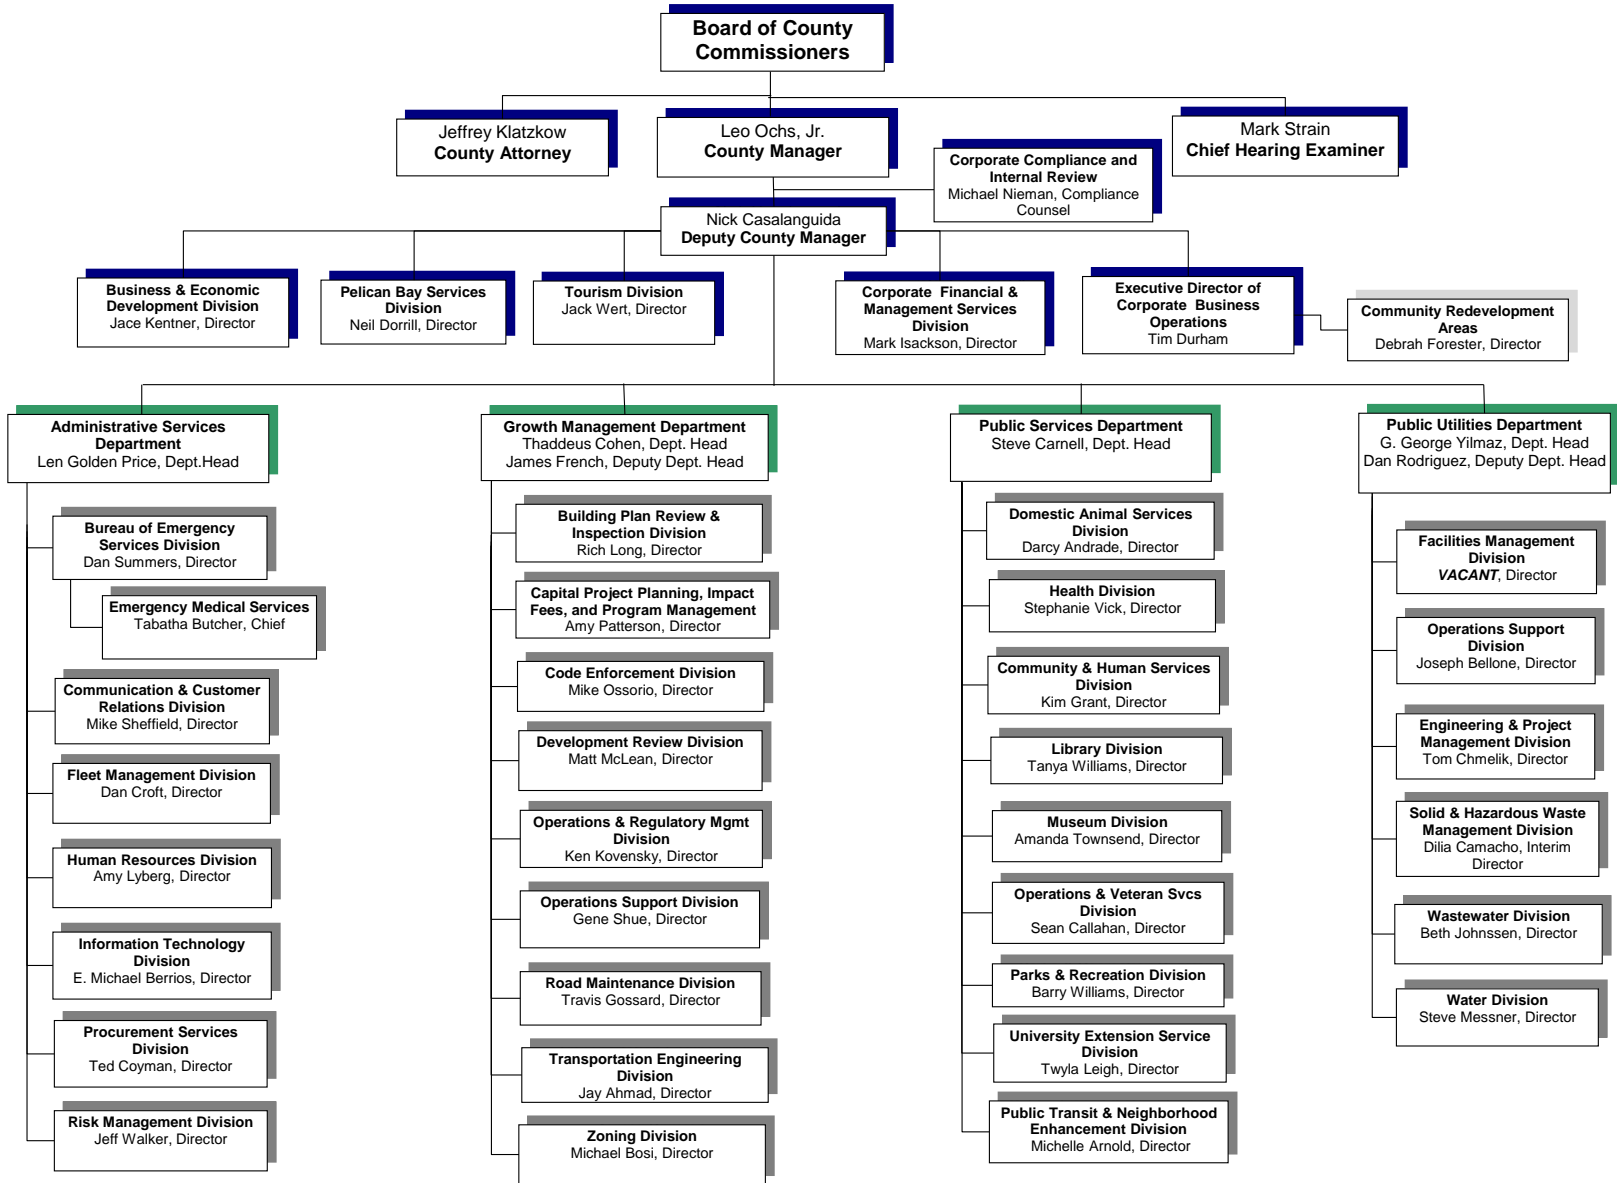 Board of County
Commissioners
Jeffrey Klatzkow
County Attorney
Leo Ochs, Jr.
County Manager
Mark Strain
Chief Hearing Examiner
Corporate Compliance and
Internal Review
Michael Nieman, Compliance
Counsel
Nick Casalanguida
Deputy County Manager
Business & Economic
Development Division
Jace Kentner, Director
Pelican Bay Services
Division
Neil Dorrill, Director
Tourism Division
Jack Wert, Director
Corporate Financial &
Management Services
Division
Mark Isackson, Director
Executive Director of
Corporate Business
Operations
Tim Durham
Community Redevelopment
Areas
Debrah Forester, Director
Administrative Services
Department
Len Golden Price, Dept.Head
Bureau of Emergency
Services Division
Dan Summers, Director
Emergency Medical Services
Tabatha Butcher, Chief
Communication & Customer
Relations Division
Mike Sheffield, Director
Fleet Management Division
Dan Croft, Director
Human Resources Division
Amy Lyberg, Director
Information Technology
Division
E. Michael Berrios, Director
Procurement Services
Division
Ted Coyman, Director
Risk Management Division
Jeff Walker, Director
Growth Management Department
Thaddeus Cohen, Dept. Head
James French, Deputy Dept. Head
Building Plan Review &
Inspection Division
Rich Long, Director
Capital Project Planning, Impact
Fees, and Program Management
Amy Patterson, Director
Code Enforcement Division
Mike Ossorio, Director
Development Review Division
Matt McLean, Director
Operations & Regulatory Mgmt
Division
Ken Kovensky, Director
Operations Support Division
Gene Shue, Director
Road Maintenance Division
Travis Gossard, Director
Transportation Engineering
Division
Jay Ahmad, Director
Zoning Division
Michael Bosi, Director
Public Services Department
Steve Carnell, Dept. Head
Domestic Animal Services
Division
Darcy Andrade, Director
Health Division
Stephanie Vick, Director
Community & Human Services
Division
Kim Grant, Director
Library Division
Tanya Williams, Director
Museum Division
Amanda Townsend, Director
Operations & Veteran Svcs
Division
Sean Callahan, Director
Parks & Recreation Division
Barry Williams, Director
University Extension Service
Division
Twyla Leigh, Director
Public Transit & Neighborhood
Enhancement Division
Michelle Arnold, Director
Public Utilities Department
G. George Yilmaz, Dept. Head
Dan Rodriguez, Deputy Dept. Head
Facilities Management
Division
VACANT, Director
Operations Support
Division
Joseph Bellone, Director
Engineering & Project
Management Division
Tom Chmelik, Director
Solid & Hazardous Waste
Management Division
Dilia Camacho, Interim
Director
Wastewater Division
Beth Johnssen, Director
Water Division
Steve Messner, Director